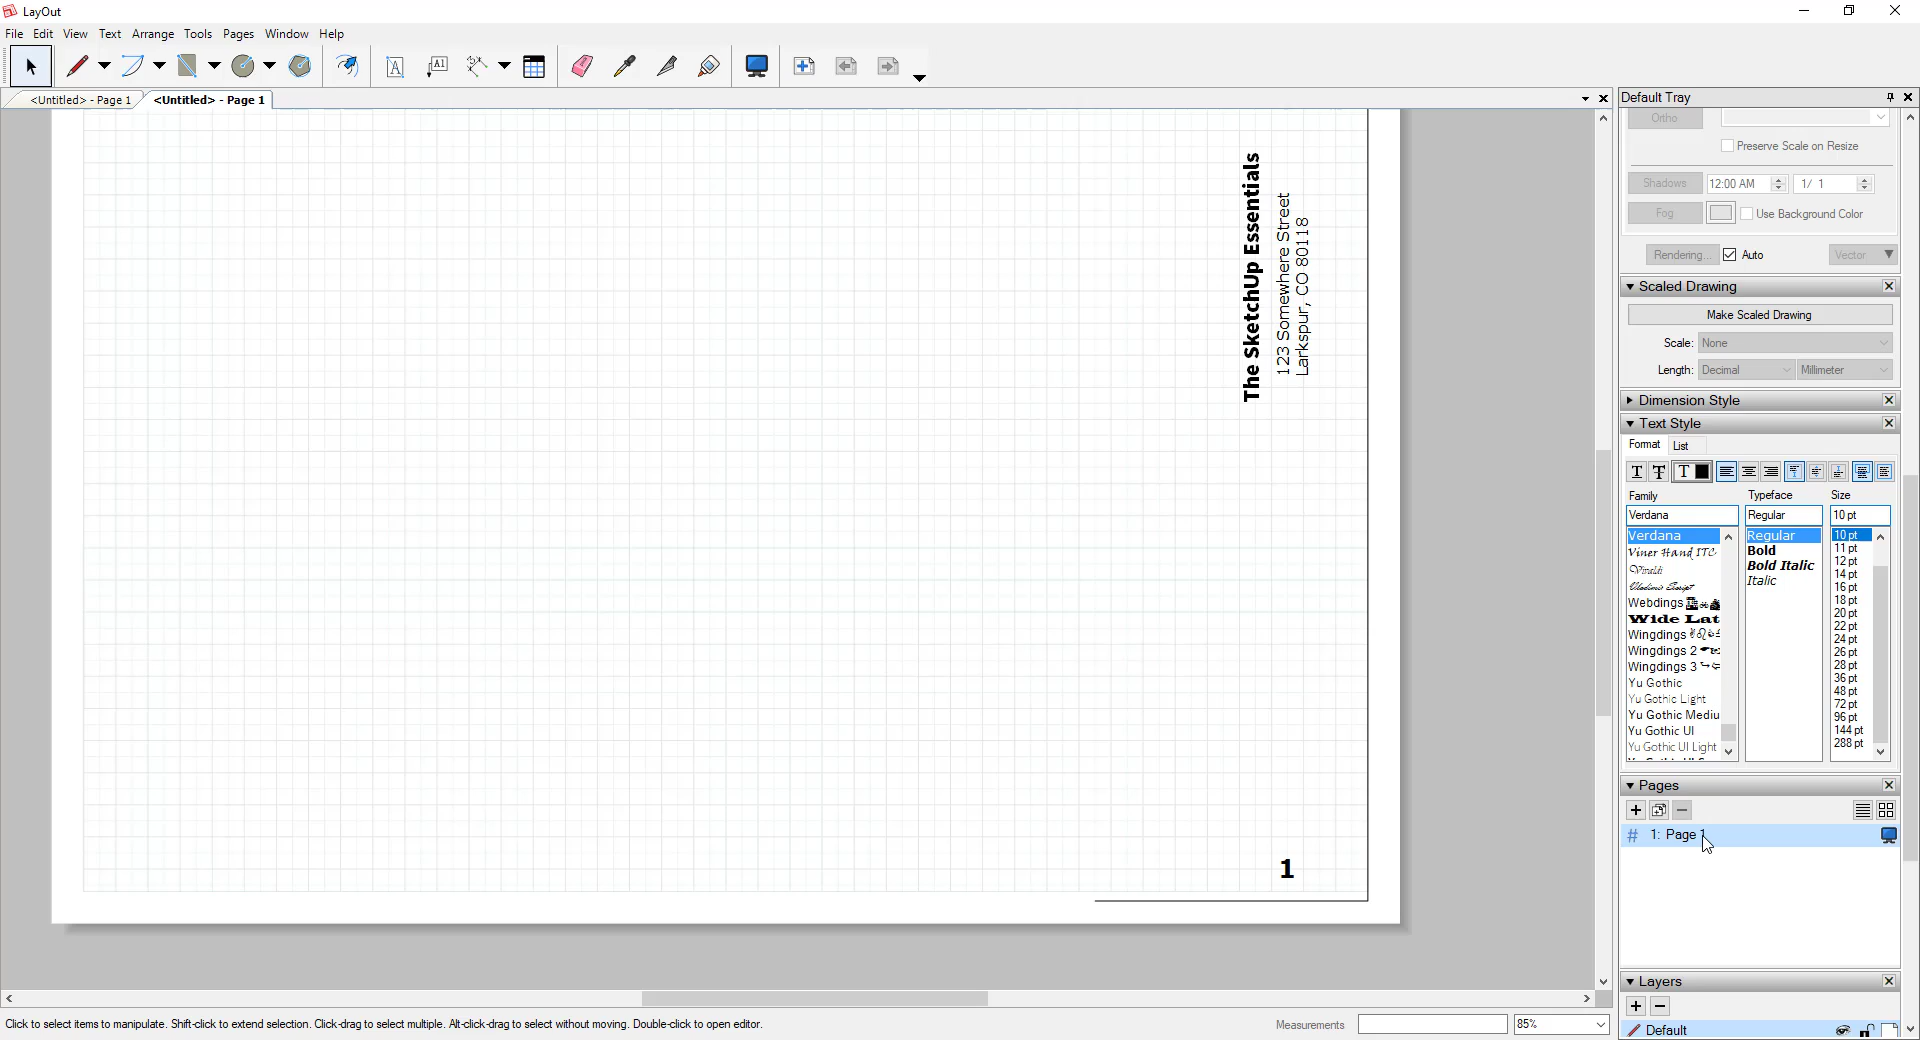 LayOut
File Edit View Text Arrange Tools Pages Window Help
<Untitled> - Page 1 <Untitled> - Page 1
The SketchUp Essentials
123 Somewhere Street
Larkspur, CO 80118
1
Click to select items to manipulate. Shift-click to extend selection. Click-drag to select multiple. Alt-click-drag to select without moving. Double-click to open editor.
Measurements 85%
Default Tray
Ortho
Preserve Scale on Resize
Shadows 12:00 AM 1/ 1
Fog Use Background Color
Rendering... Auto Vector
Scaled Drawing
Make Scaled Drawing
Scale: None
Length: Decimal Millimeter
Dimension Style
Text Style
Format List
Family Typeface Size
Verdana Regular 10 pt
Verdana Regular 10 pt
Viner Hand ITC Bold 11 pt
Vivaldi Bold Italic 12 pt
Vladimir Script Italic 14 pt
Webdings 16 pt
Wide Lat 18 pt
Wingdings 20 pt
Wingdings 2 22 pt
Wingdings 3 24 pt
Yu Gothic 26 pt
Yu Gothic Light 28 pt
Yu Gothic Mediu 36 pt
Yu Gothic UI 48 pt
Yu Gothic UI Light 72 pt
96 pt
144 pt
288 pt
Pages
# 1: Page 1
Layers
Default